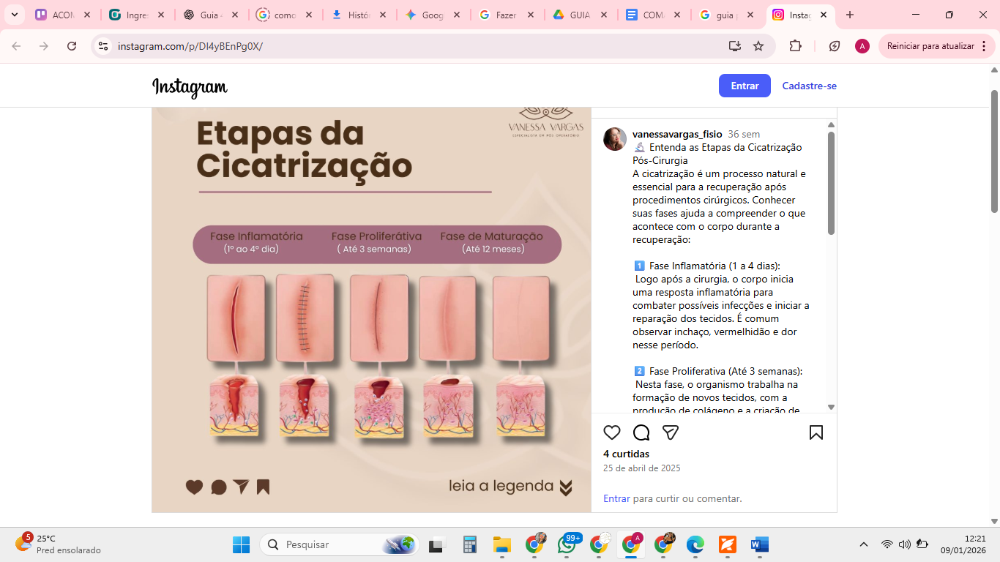 ACOM
Ingre
Guia
como
Histó
Goog
Fazer
GUIA
COM
guia
Instag
instagram.com/p/DI4yBEnPg0X/
A
Reiniciar para atualizar
Instagram
Entrar
Cadastre-se
Etapas da
Cicatrização
VANESSA VARGAS
ESPECIALISTA EM PÓS OPERATÓRIO
Fase Inflamatória
(1º ao 4º dia)
Fase Proliferátiva
( Até 3 semanas)
Fase de Maturação
(Até 12 meses)
leia a legenda
vanessavargas_fisio 36 sem
🔬 Entenda as Etapas da Cicatrização
Pós-Cirurgia
A cicatrização é um processo natural e
essencial para a recuperação após
procedimentos cirúrgicos. Conhecer
suas fases ajuda a compreender o que
acontece com o corpo durante a
recuperação:
1️⃣ Fase Inflamatória (1 a 4 dias):
Logo após a cirurgia, o corpo inicia
uma resposta inflamatória para
combater possíveis infecções e iniciar a
reparação dos tecidos. É comum
observar inchaço, vermelhidão e dor
nesse período.
2️⃣ Fase Proliferativa (Até 3 semanas):
Nesta fase, o organismo trabalha na
formação de novos tecidos, com a
produção de colágeno e a criação de
4 curtidas
25 de abril de 2025
Entrar para curtir ou comentar.
5
25°C
Pred ensolarado
Pesquisar
99+
A
12:21
09/01/2026